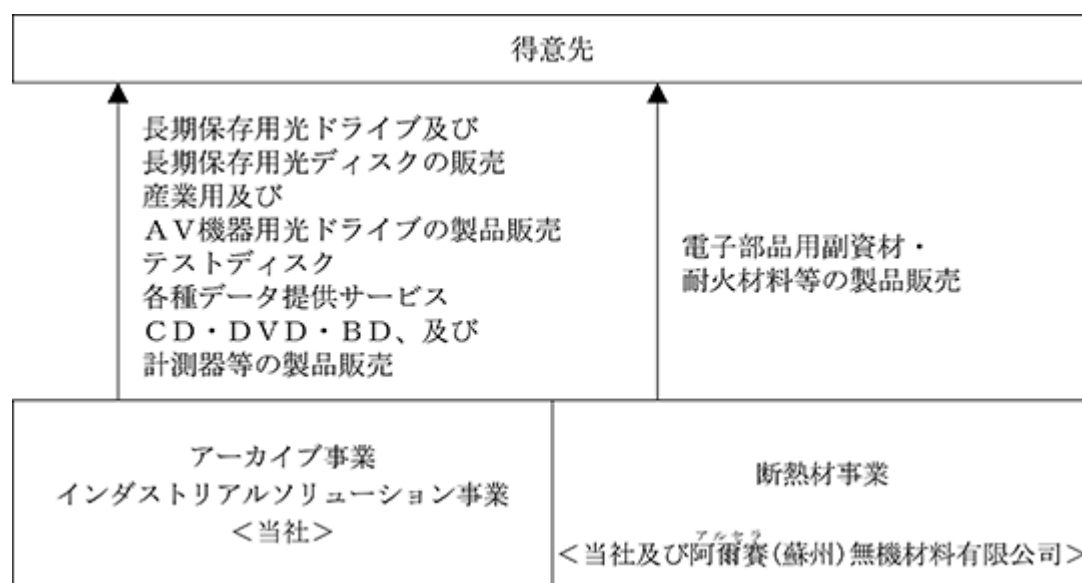 得意先
長期保存用光ドライブ及び
長期保存用光ディスクの販売
産業用及び
ＡＶ機器用光ドライブの製品販売
テストディスク
各種データ提供サービス
ＣＤ・ＤＶＤ・ＢＤ、及び
計測器等の製品販売
電子部品用副資材・
耐火材料等の製品販売
アーカイブ事業
インダストリアルソリューション事業
＜当社＞
断熱材事業
アルセラ
＜当社及び阿爾賽(蘇州)無機材料有限公司＞